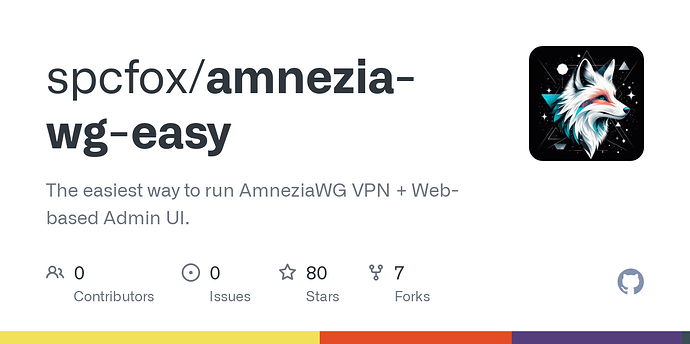 spcfox/amnezia-
wg-easy
The easiest way to run AmneziaWG VPN + Web-
based Admin UI.
0
Contributors
0
Issues
80
Stars
7
Forks